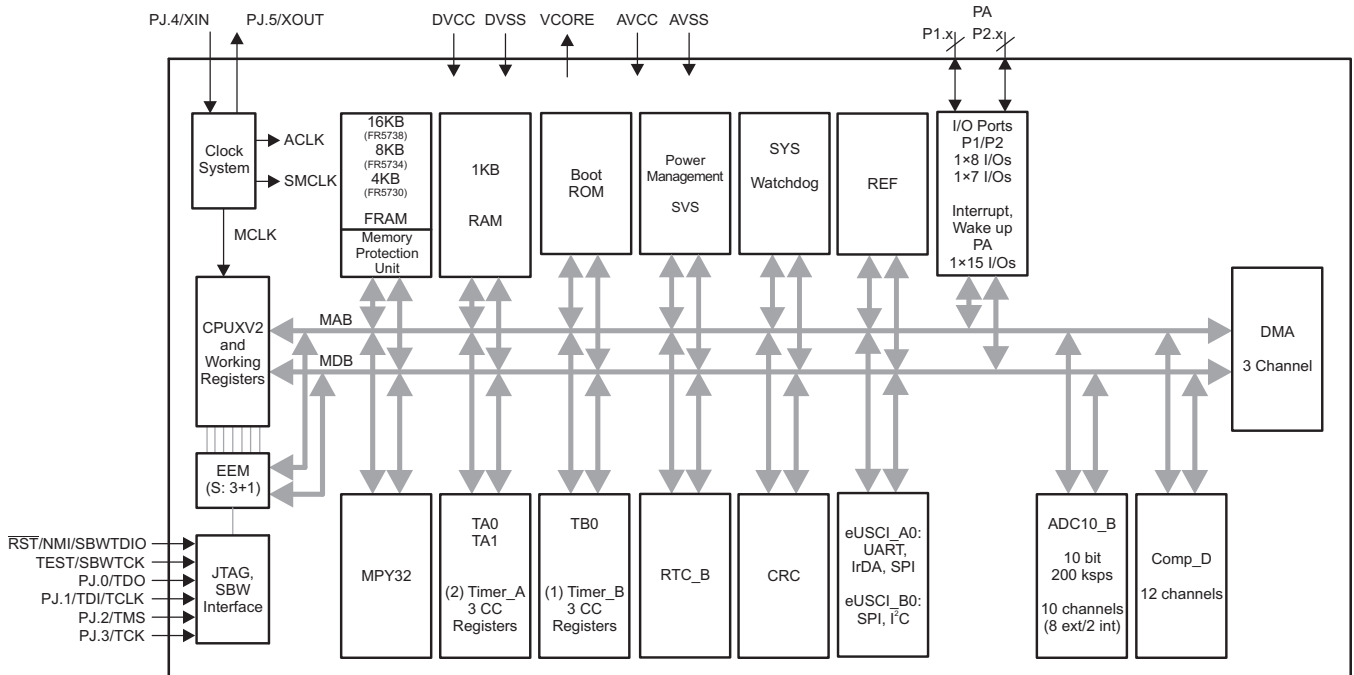 PJ.4/XIN
PJ.5/XOUT
DVCC
DVSS
VCORE
AVCC
AVSS
PA
P1.x
P2.x
Clock
System
ACLK
SMCLK
MCLK
16KB
(FR5738)
8KB
(FR5734)
4KB
(FR5730)
FRAM
Memory
Protection
Unit
1KB
RAM
Boot
ROM
Power
Management
SVS
SYS
Watchdog
REF
I/O Ports
P1/P2
1×8 I/Os
1×7 I/Os
Interrupt,
Wake up
PA
1×15 I/Os
CPUXV2
and
Working
Registers
MAB
MDB
DMA
3 Channel
EEM
(S: 3+1)
RST/NMI/SBWTDIO
TEST/SBWTCK
PJ.0/TDO
PJ.1/TDI/TCLK
PJ.2/TMS
PJ.3/TCK
JTAG,
SBW
Interface
MPY32
TA0
TA1
(2) Timer_A
3 CC
Registers
TB0
(1) Timer_B
3 CC
Registers
RTC_B
CRC
eUSCI_A0:
UART,
IrDA, SPI
eUSCI_B0:
SPI, I²C
ADC10_B
10 bit
200 ksps
10 channels
(8 ext/2 int)
Comp_D
12 channels